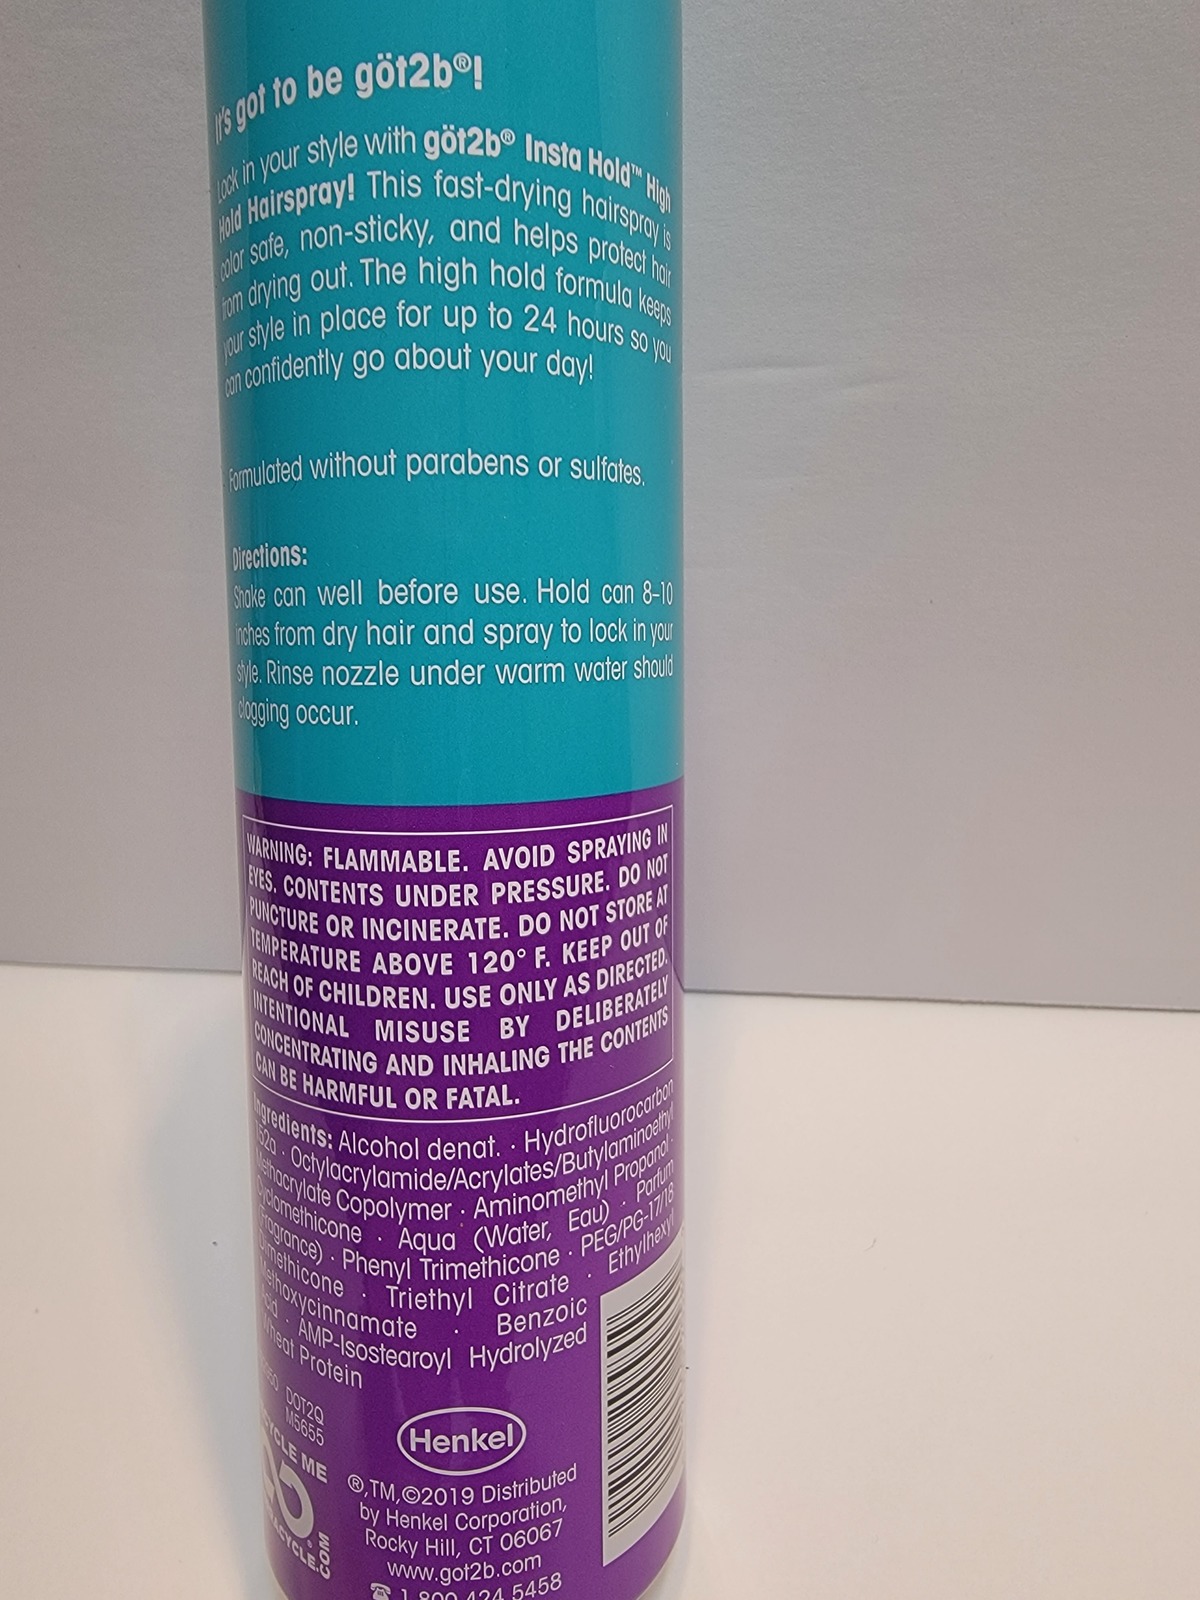 It's got to be göt2b®!
Lock in your style with göt2b® Insta Hold™ High
Hold Hairspray! This fast-drying hairspray is
color safe, non-sticky, and helps protect hair
from drying out. The high hold formula keeps
your style in place for up to 24 hours so you
can confidently go about your day!
Formulated without parabens or sulfates.
Directions:
Shake can well before use. Hold can 8-10
inches from dry hair and spray to lock in your
style. Rinse nozzle under warm water should
clogging occur.
WARNING: FLAMMABLE. AVOID SPRAYING IN
EYES. CONTENTS UNDER PRESSURE. DO NOT
PUNCTURE OR INCINERATE. DO NOT STORE AT
TEMPERATURE ABOVE 120° F. KEEP OUT OF
REACH OF CHILDREN. USE ONLY AS DIRECTED.
INTENTIONAL MISUSE BY DELIBERATELY
CONCENTRATING AND INHALING THE CONTENTS
CAN BE HARMFUL OR FATAL.
Ingredients: Alcohol denat. · Hydrofluorocarbon
152a · Octylacrylamide/Acrylates/Butylaminoethyl
Methacrylate Copolymer · Aminomethyl Propanol ·
Cyclomethicone · Aqua (Water, Eau) · Parfum
(Fragrance) · Phenyl Trimethicone · PEG/PG-17/18
Dimethicone · Triethyl Citrate · Ethylhexyl
Methoxycinnamate · Benzoic
Acid · AMP-Isostearoyl Hydrolyzed
Wheat Protein
DOT2Q
M5655
CYCLE ME
ACYCLE.COM
Henkel
®,TM,©2019 Distributed
by Henkel Corporation,
Rocky Hill, CT 06067
www.got2b.com
☎ 1 800 424 5458